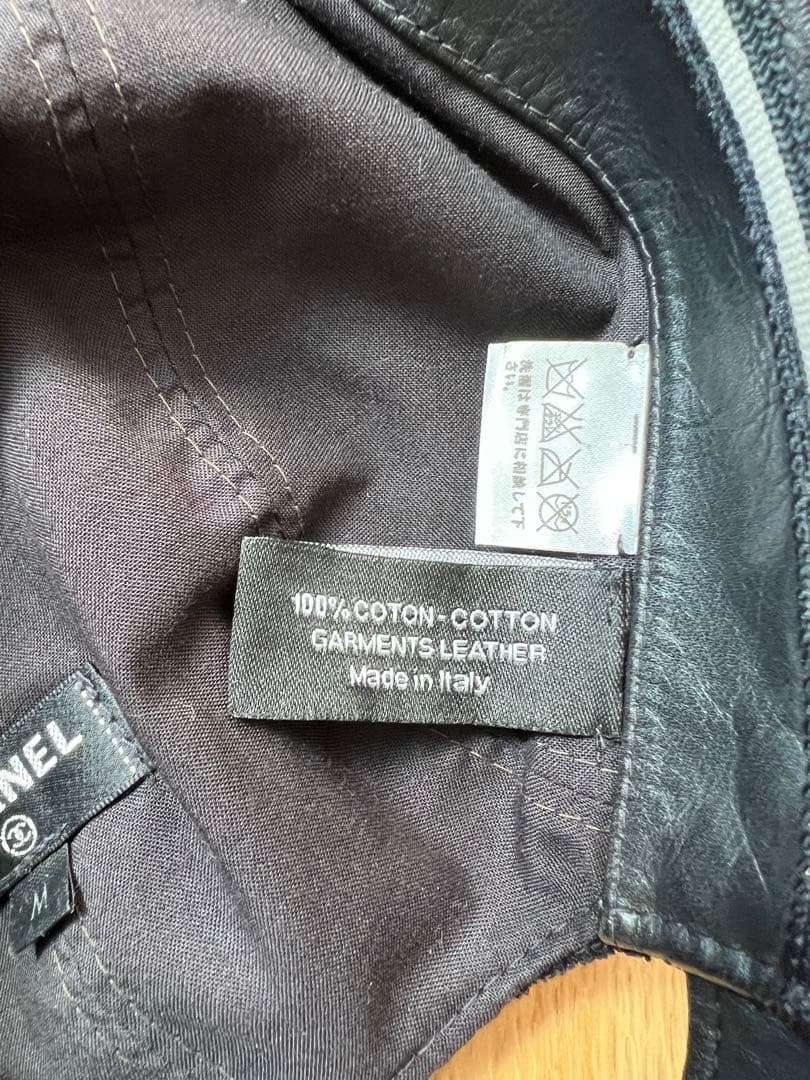 洗濯は専門店に相談して下
さい。
100% COTON - COTTON
GARMENTS LEATHER
Made in Italy
NEL
M